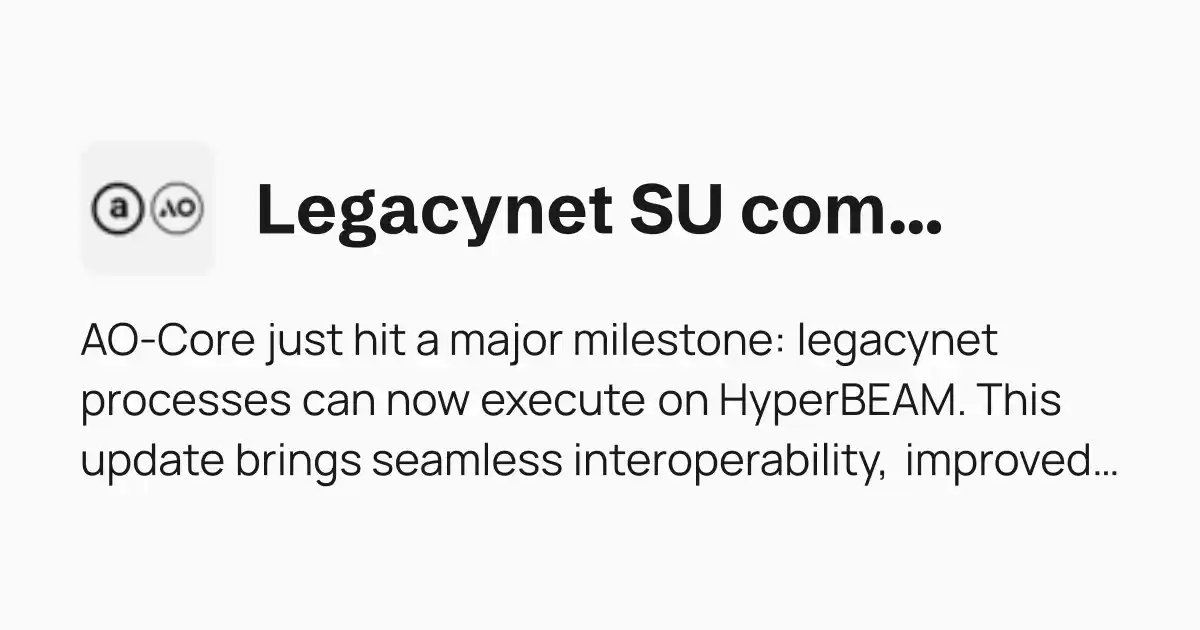 a AO Legacynet SU com...
AO-Core just hit a major milestone: legacynet
processes can now execute on HyperBEAM. This
update brings seamless interoperability, improved...